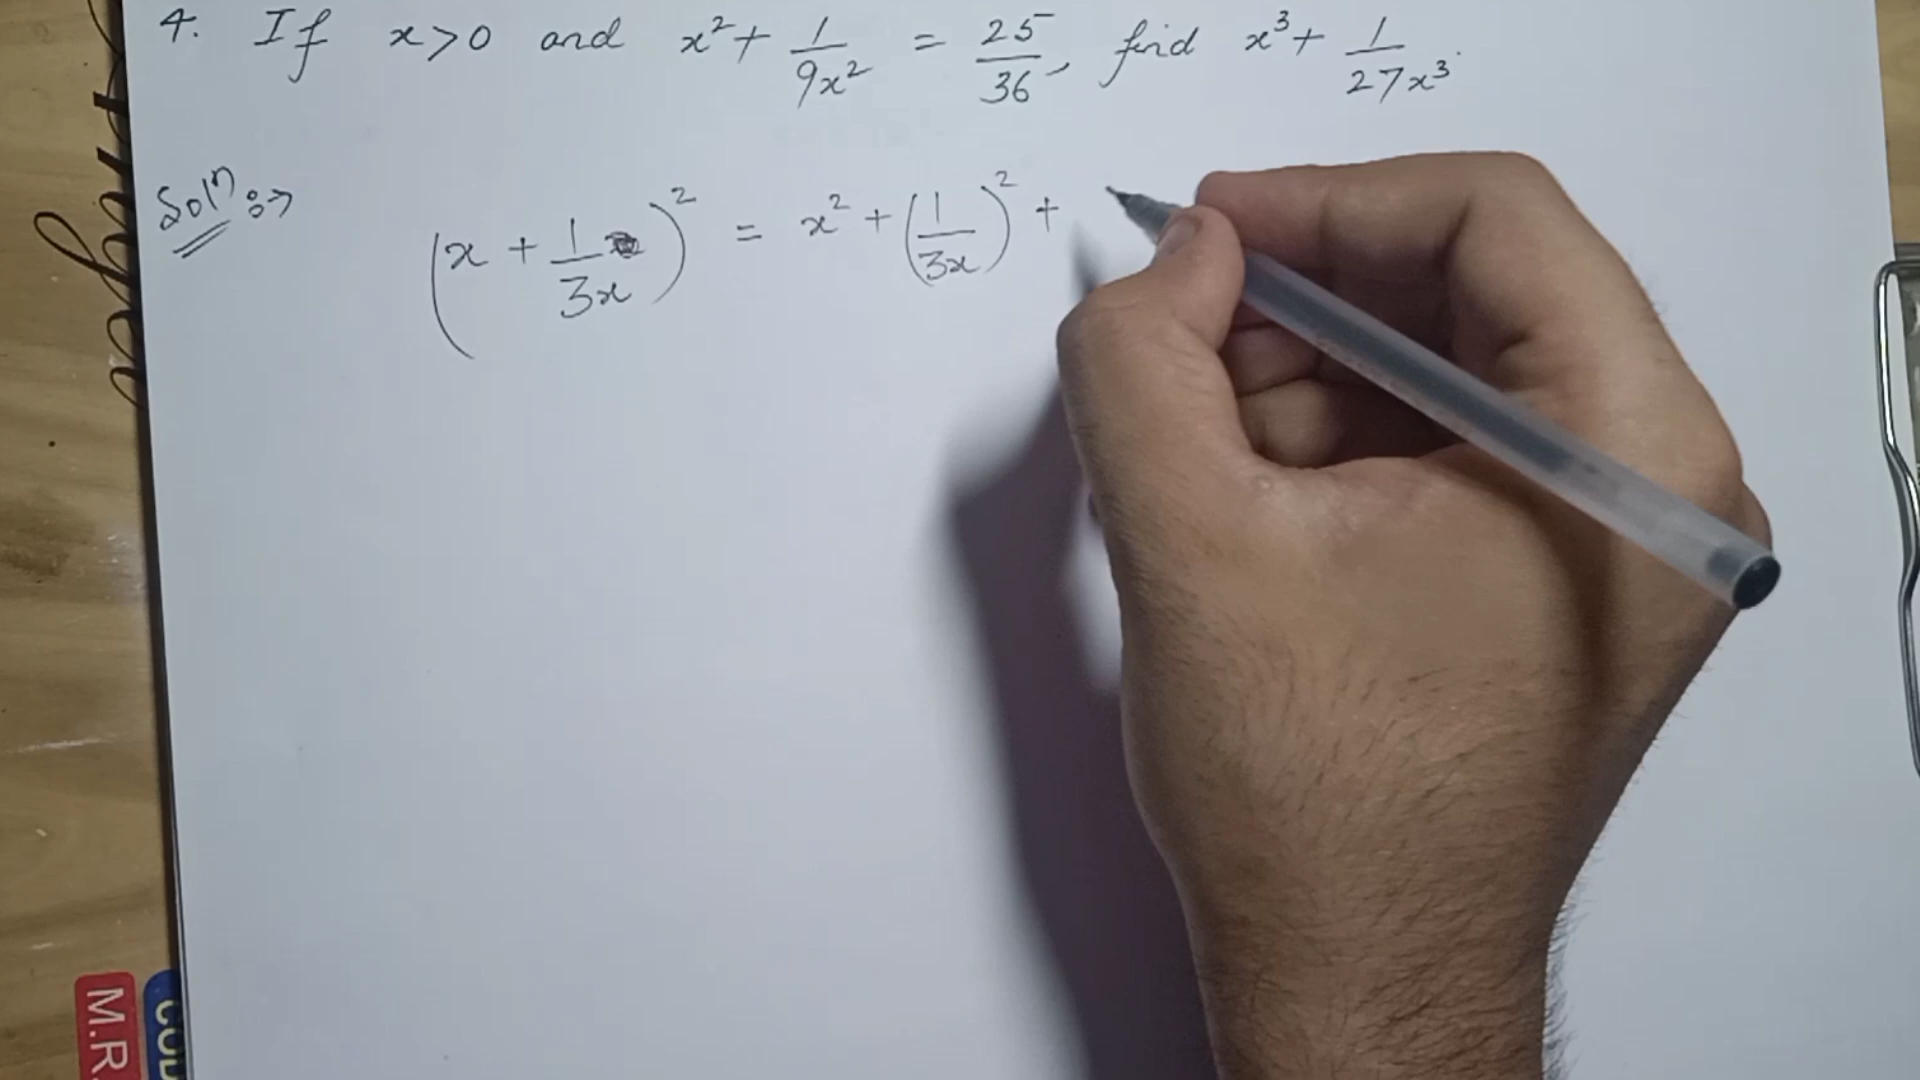 4. If x>0 and x² + 1/9x² = 25/36, find x³ + 1/27x³.
Solⁿ :->
(x + 1/3x)² = x² + (1/3x)² +
M.R.